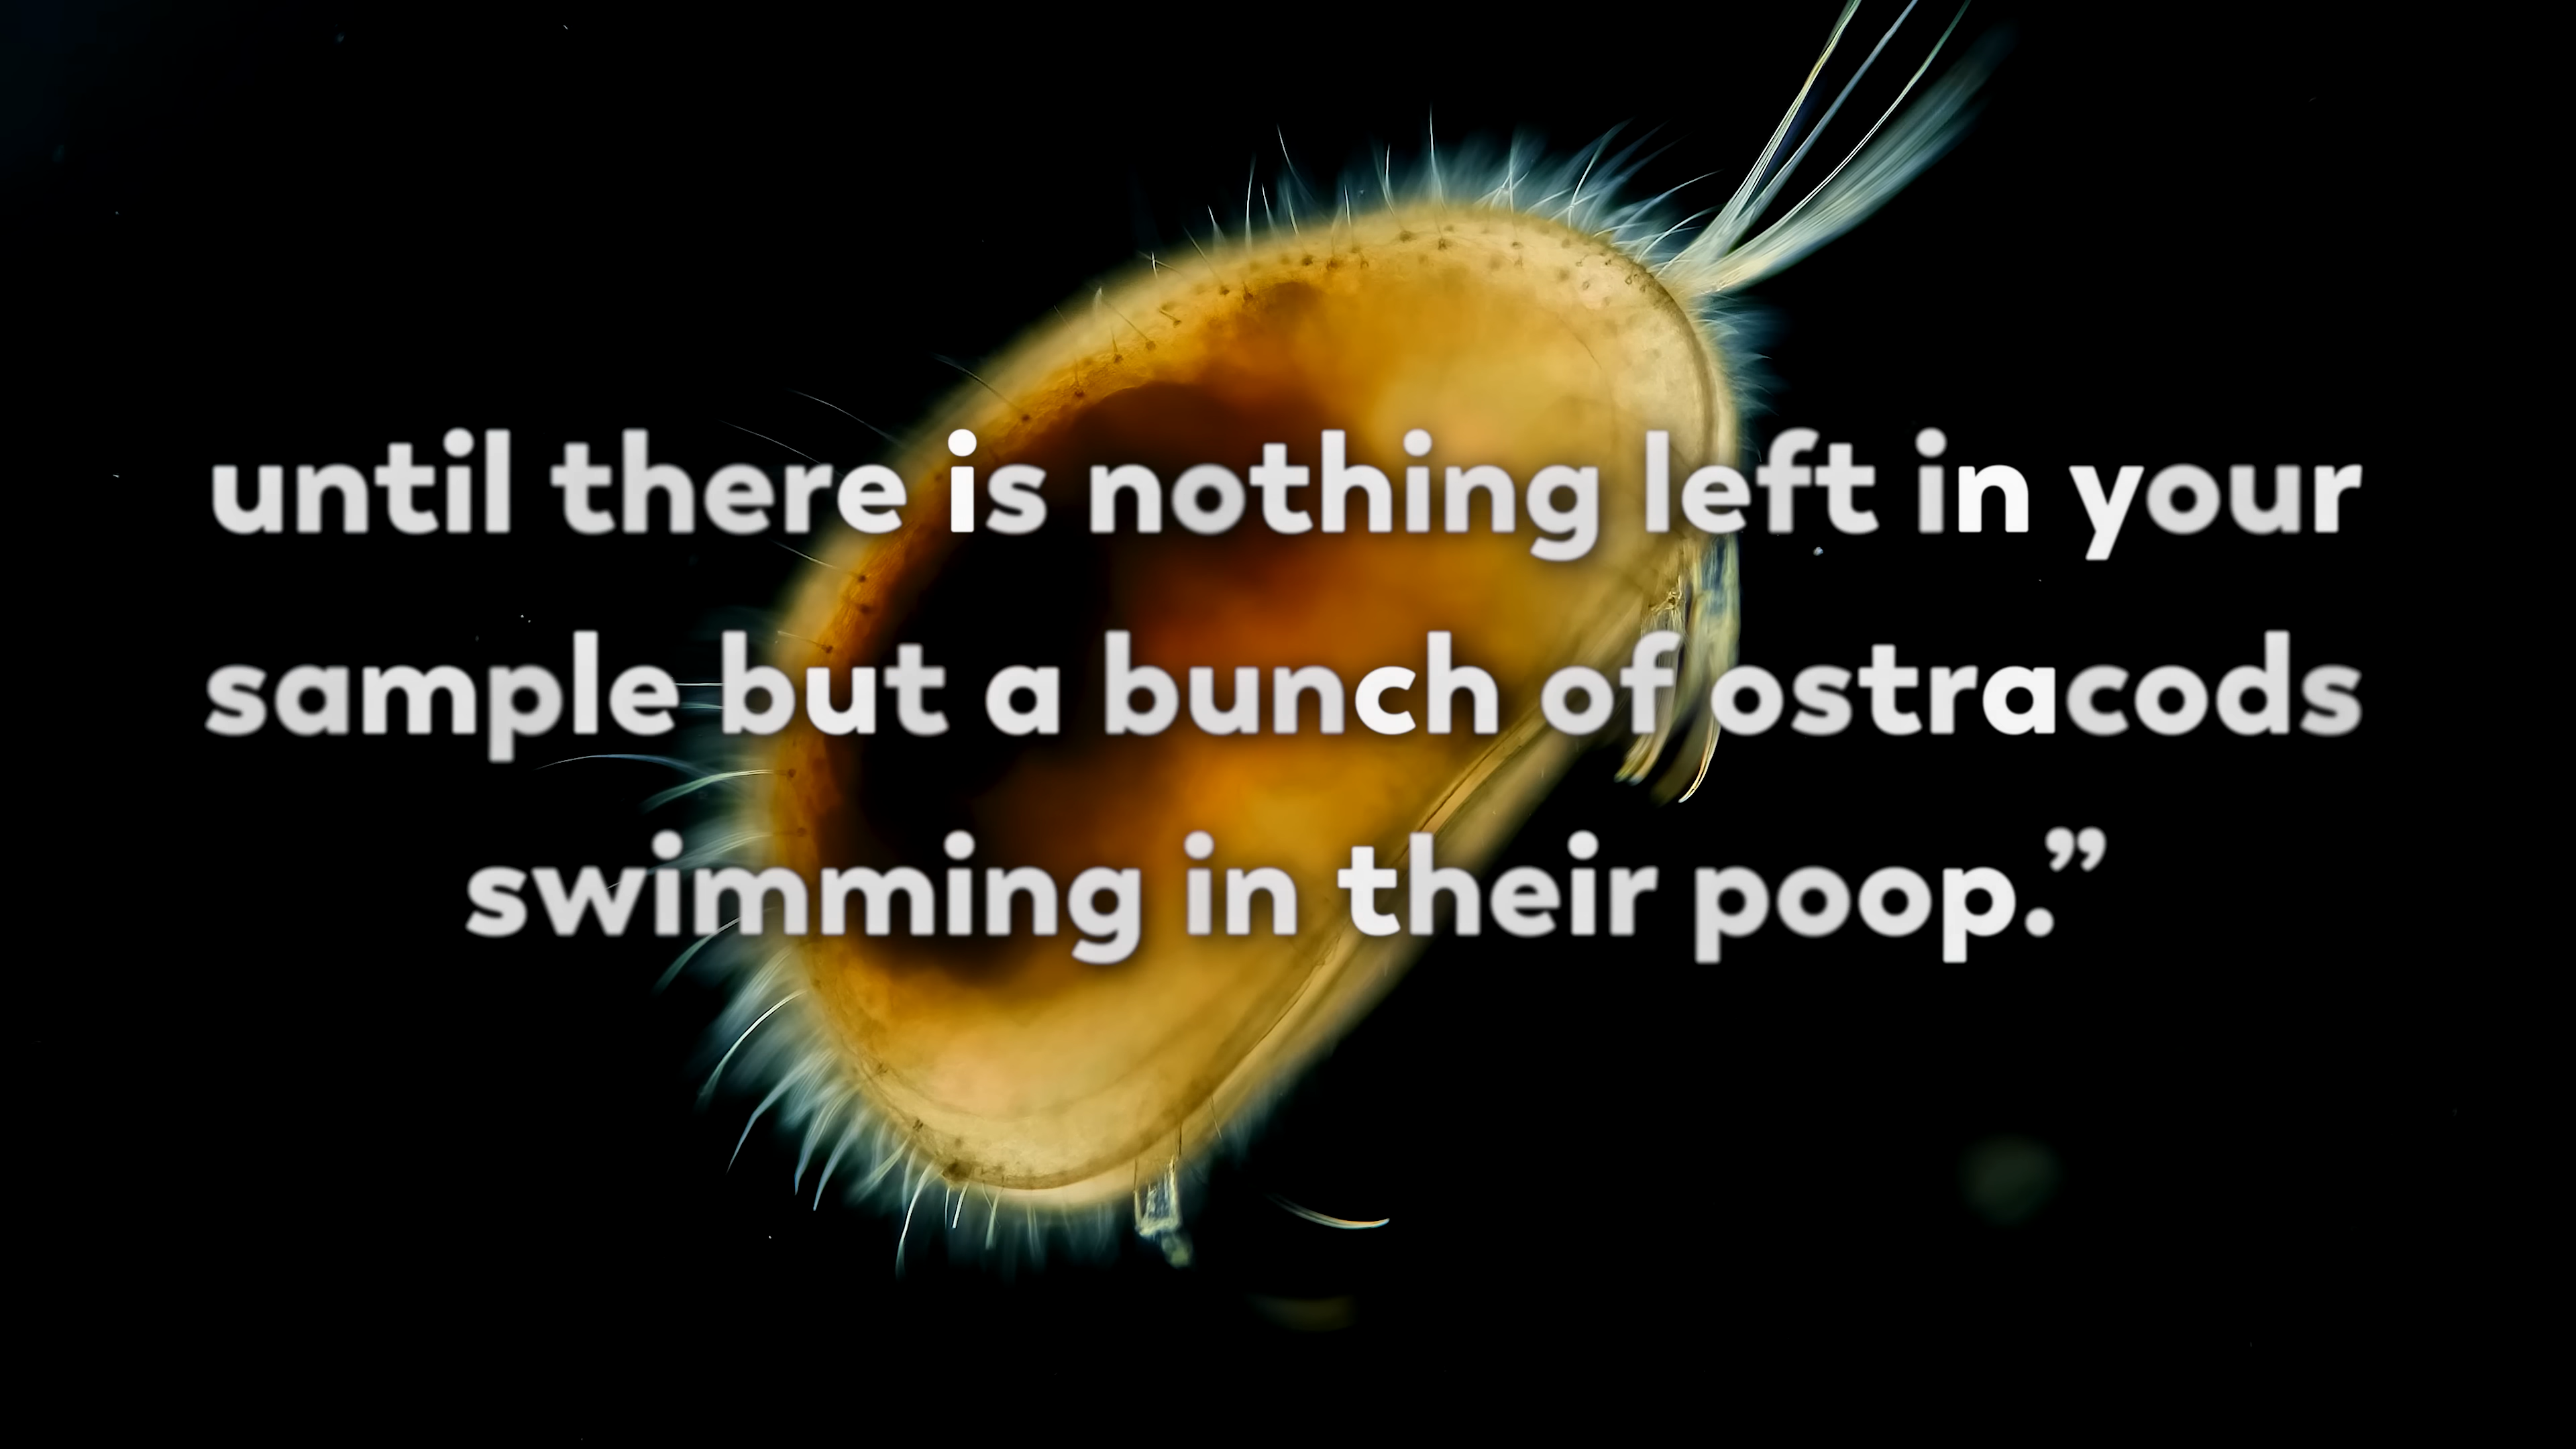 until there is nothing left in your
sample but a bunch of ostracods
swimming in their poop.”